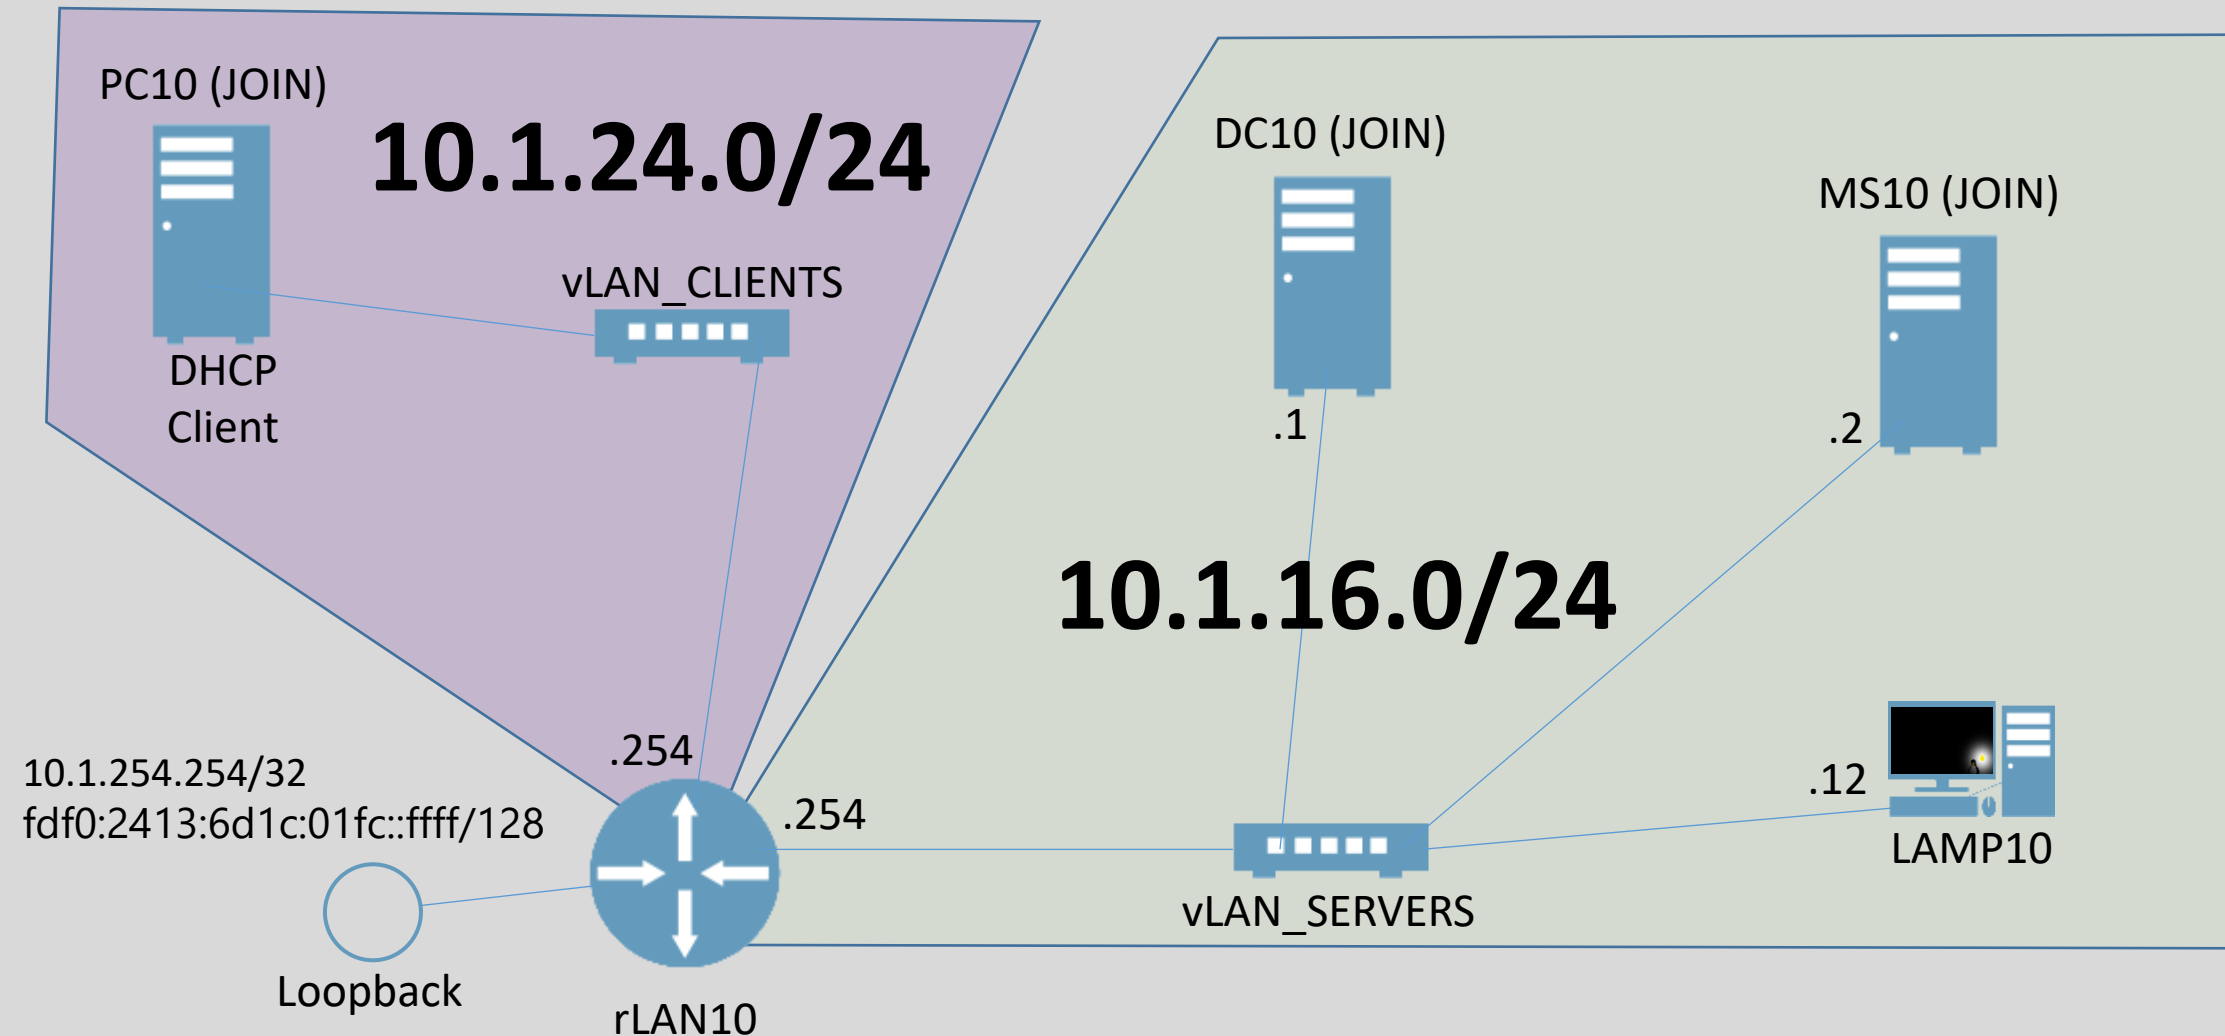 PC10 (JOIN)
10.1.24.0/24
vLAN_CLIENTS
DHCP
Client
DC10 (JOIN)
MS10 (JOIN)
.1
.2
10.1.16.0/24
.254
10.1.254.254/32
fdf0:2413:6d1c:01fc::ffff/128
.254
.12
LAMP10
vLAN_SERVERS
Loopback
rLAN10